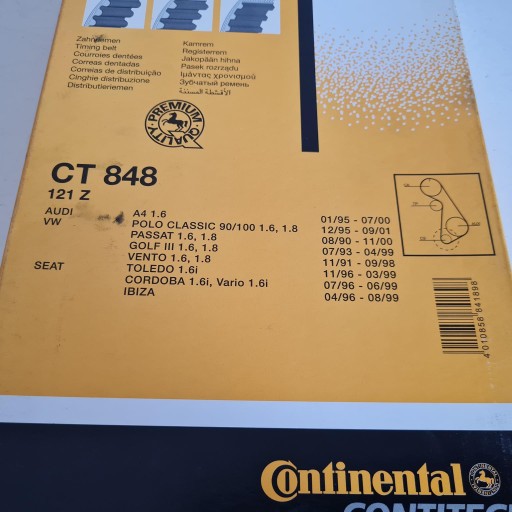 Zahnriemen
Timing belt
Courroies dentées
Correas dentadas
Correias de distribuição
Cinghie distribuzione
Distributieriemen
Kamrem
Registerrem
Jakopään hihna
Pasek rozrządu
Ιμάντας χρονισμού
Зубчатый ремень
PREMIUM
QUALITY
CT 848
121 Z
AUDI A4 1.6 01/95 - 07/00
VW POLO CLASSIC 90/100 1.6, 1.8 12/95 - 09/01
PASSAT 1.6, 1.8 08/90 - 11/00
GOLF III 1.6, 1.8 07/93 - 04/99
VENTO 1.6, 1.8 11/91 - 09/98
SEAT TOLEDO 1.6i 11/96 - 03/99
CORDOBA 1.6i, Vario 1.6i 07/96 - 06/99
IBIZA 04/96 - 08/99
4 010858 841898
Continental
CONTITECH